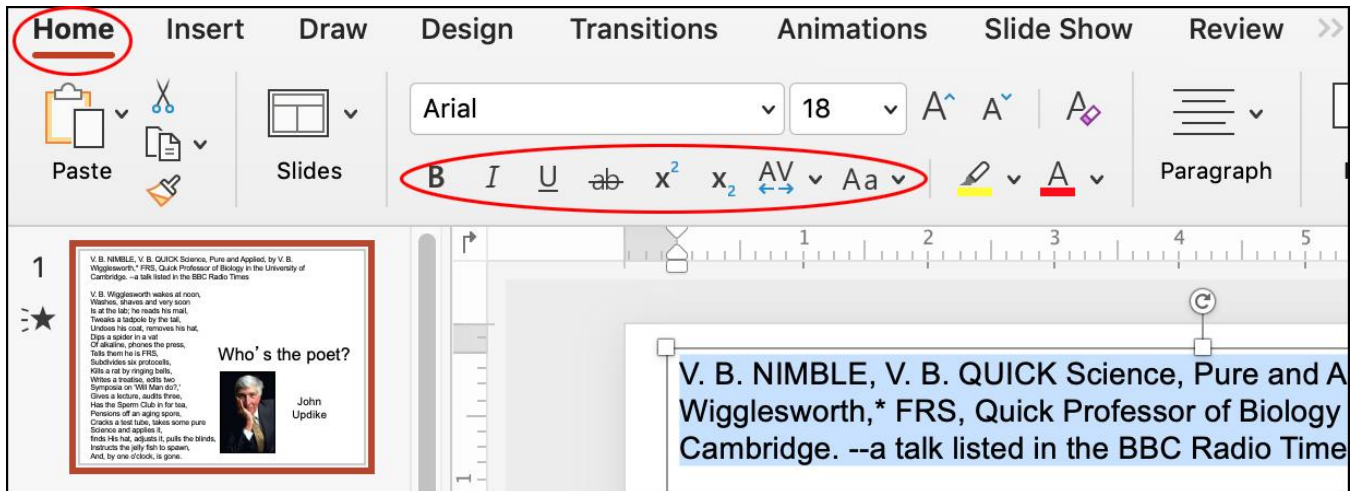 Home Insert Draw Design Transitions Animations Slide Show Review
Arial 18 A A A
Paste Slides B I U ab x2 x2 AV Aa A Paragraph
1 2 3 4 5
1
V. B. NIMBLE, V. B. QUICK Science, Pure and Applied, by V. B.
Wigglesworth,* FRS, Quick Professor of Biology in the University of
Cambridge. --a talk listed in the BBC Radio Times
V. B. Wigglesworth wakes at noon,
Washes, shaves and very soon
Is at the lab; he reads his mail,
Tweaks a tadpole by the tail,
Undoes his coat, removes his hat,
Dips a spider in a vat
Of alkaline, phones the press,
Tells them he is FRS,
Subdivides six protocells,
Kills a rat by ringing bells,
Writes a treatise, edits two
Symposia on 'Will Man do?,'
Gives a lecture, audits three,
Has the Sperm Club in for tea,
Pensions off an aging spore,
Cracks a test tube, takes some pure
Science and applies it,
finds His hat, adjusts it, pulls the blinds,
Instructs the jelly fish to spawn,
And, by one o'clock, is gone.
Who's the poet?
John
Updike
V. B. NIMBLE, V. B. QUICK Science, Pure and A
Wigglesworth,* FRS, Quick Professor of Biology
Cambridge. --a talk listed in the BBC Radio Time
1